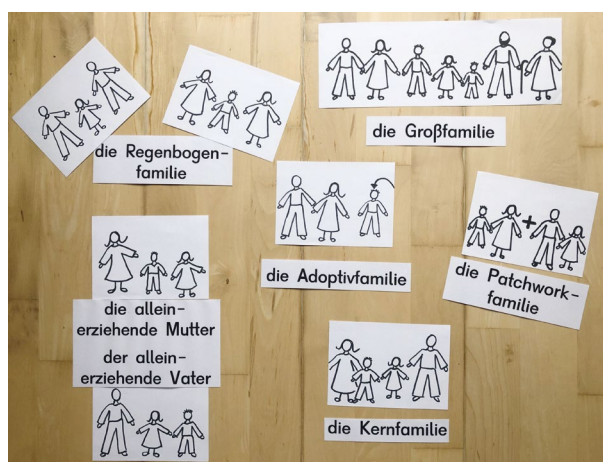 die Großfamilie
die Regenbogen-
familie
die Adoptivfamilie
die Patchwork-
familie
die allein-
erziehende Mutter
der allein-
erziehende Vater
die Kernfamilie